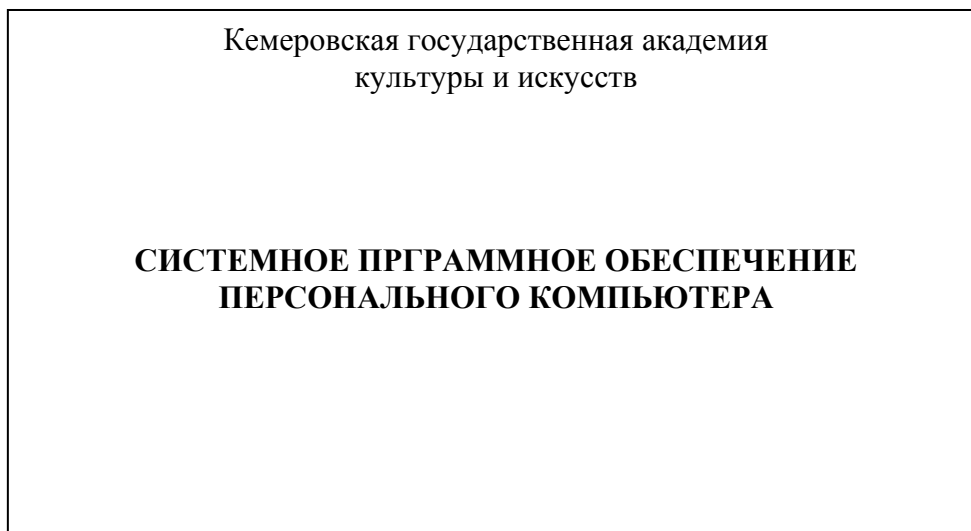 Кемеровская государственная академия
культуры и искусств
СИСТЕМНОЕ ПРГРАММНОЕ ОБЕСПЕЧЕНИЕ
ПЕРСОНАЛЬНОГО КОМПЬЮТЕРА